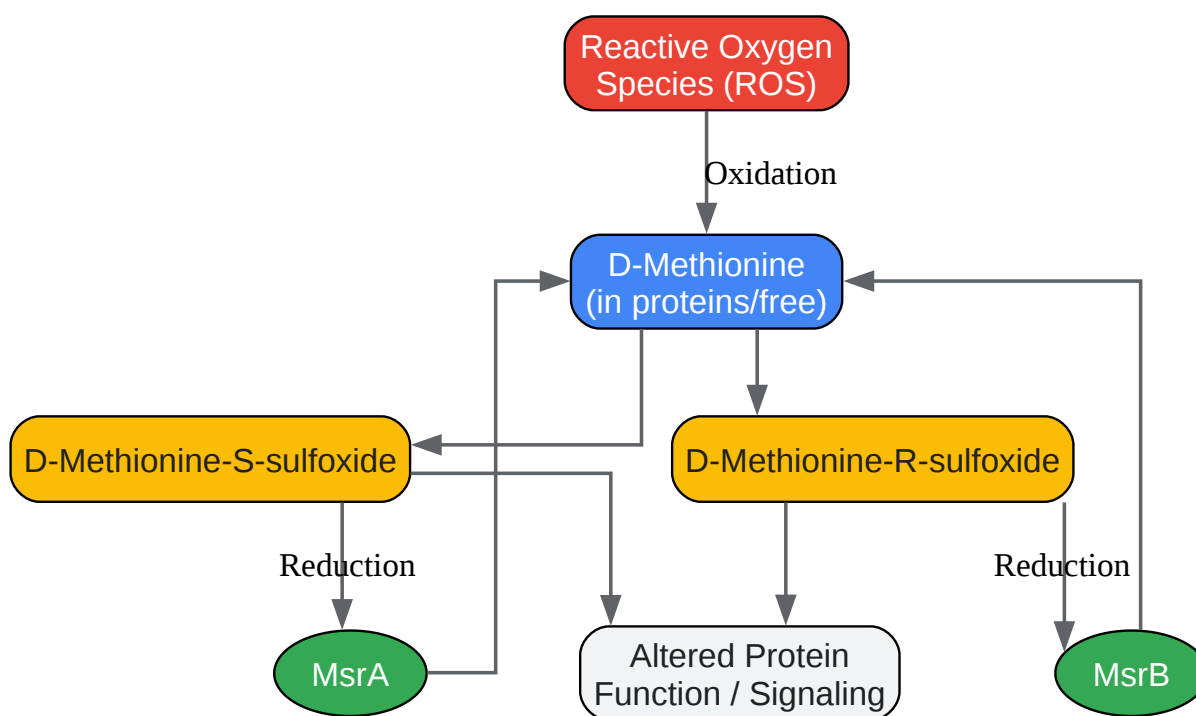 Reactive Oxygen
Species (ROS)
Oxidation
D-Methionine
(in proteins/free)
D-Methionine-S-sulfoxide
D-Methionine-R-sulfoxide
Reduction
Reduction
MsrA
Altered Protein
Function / Signaling
MsrB